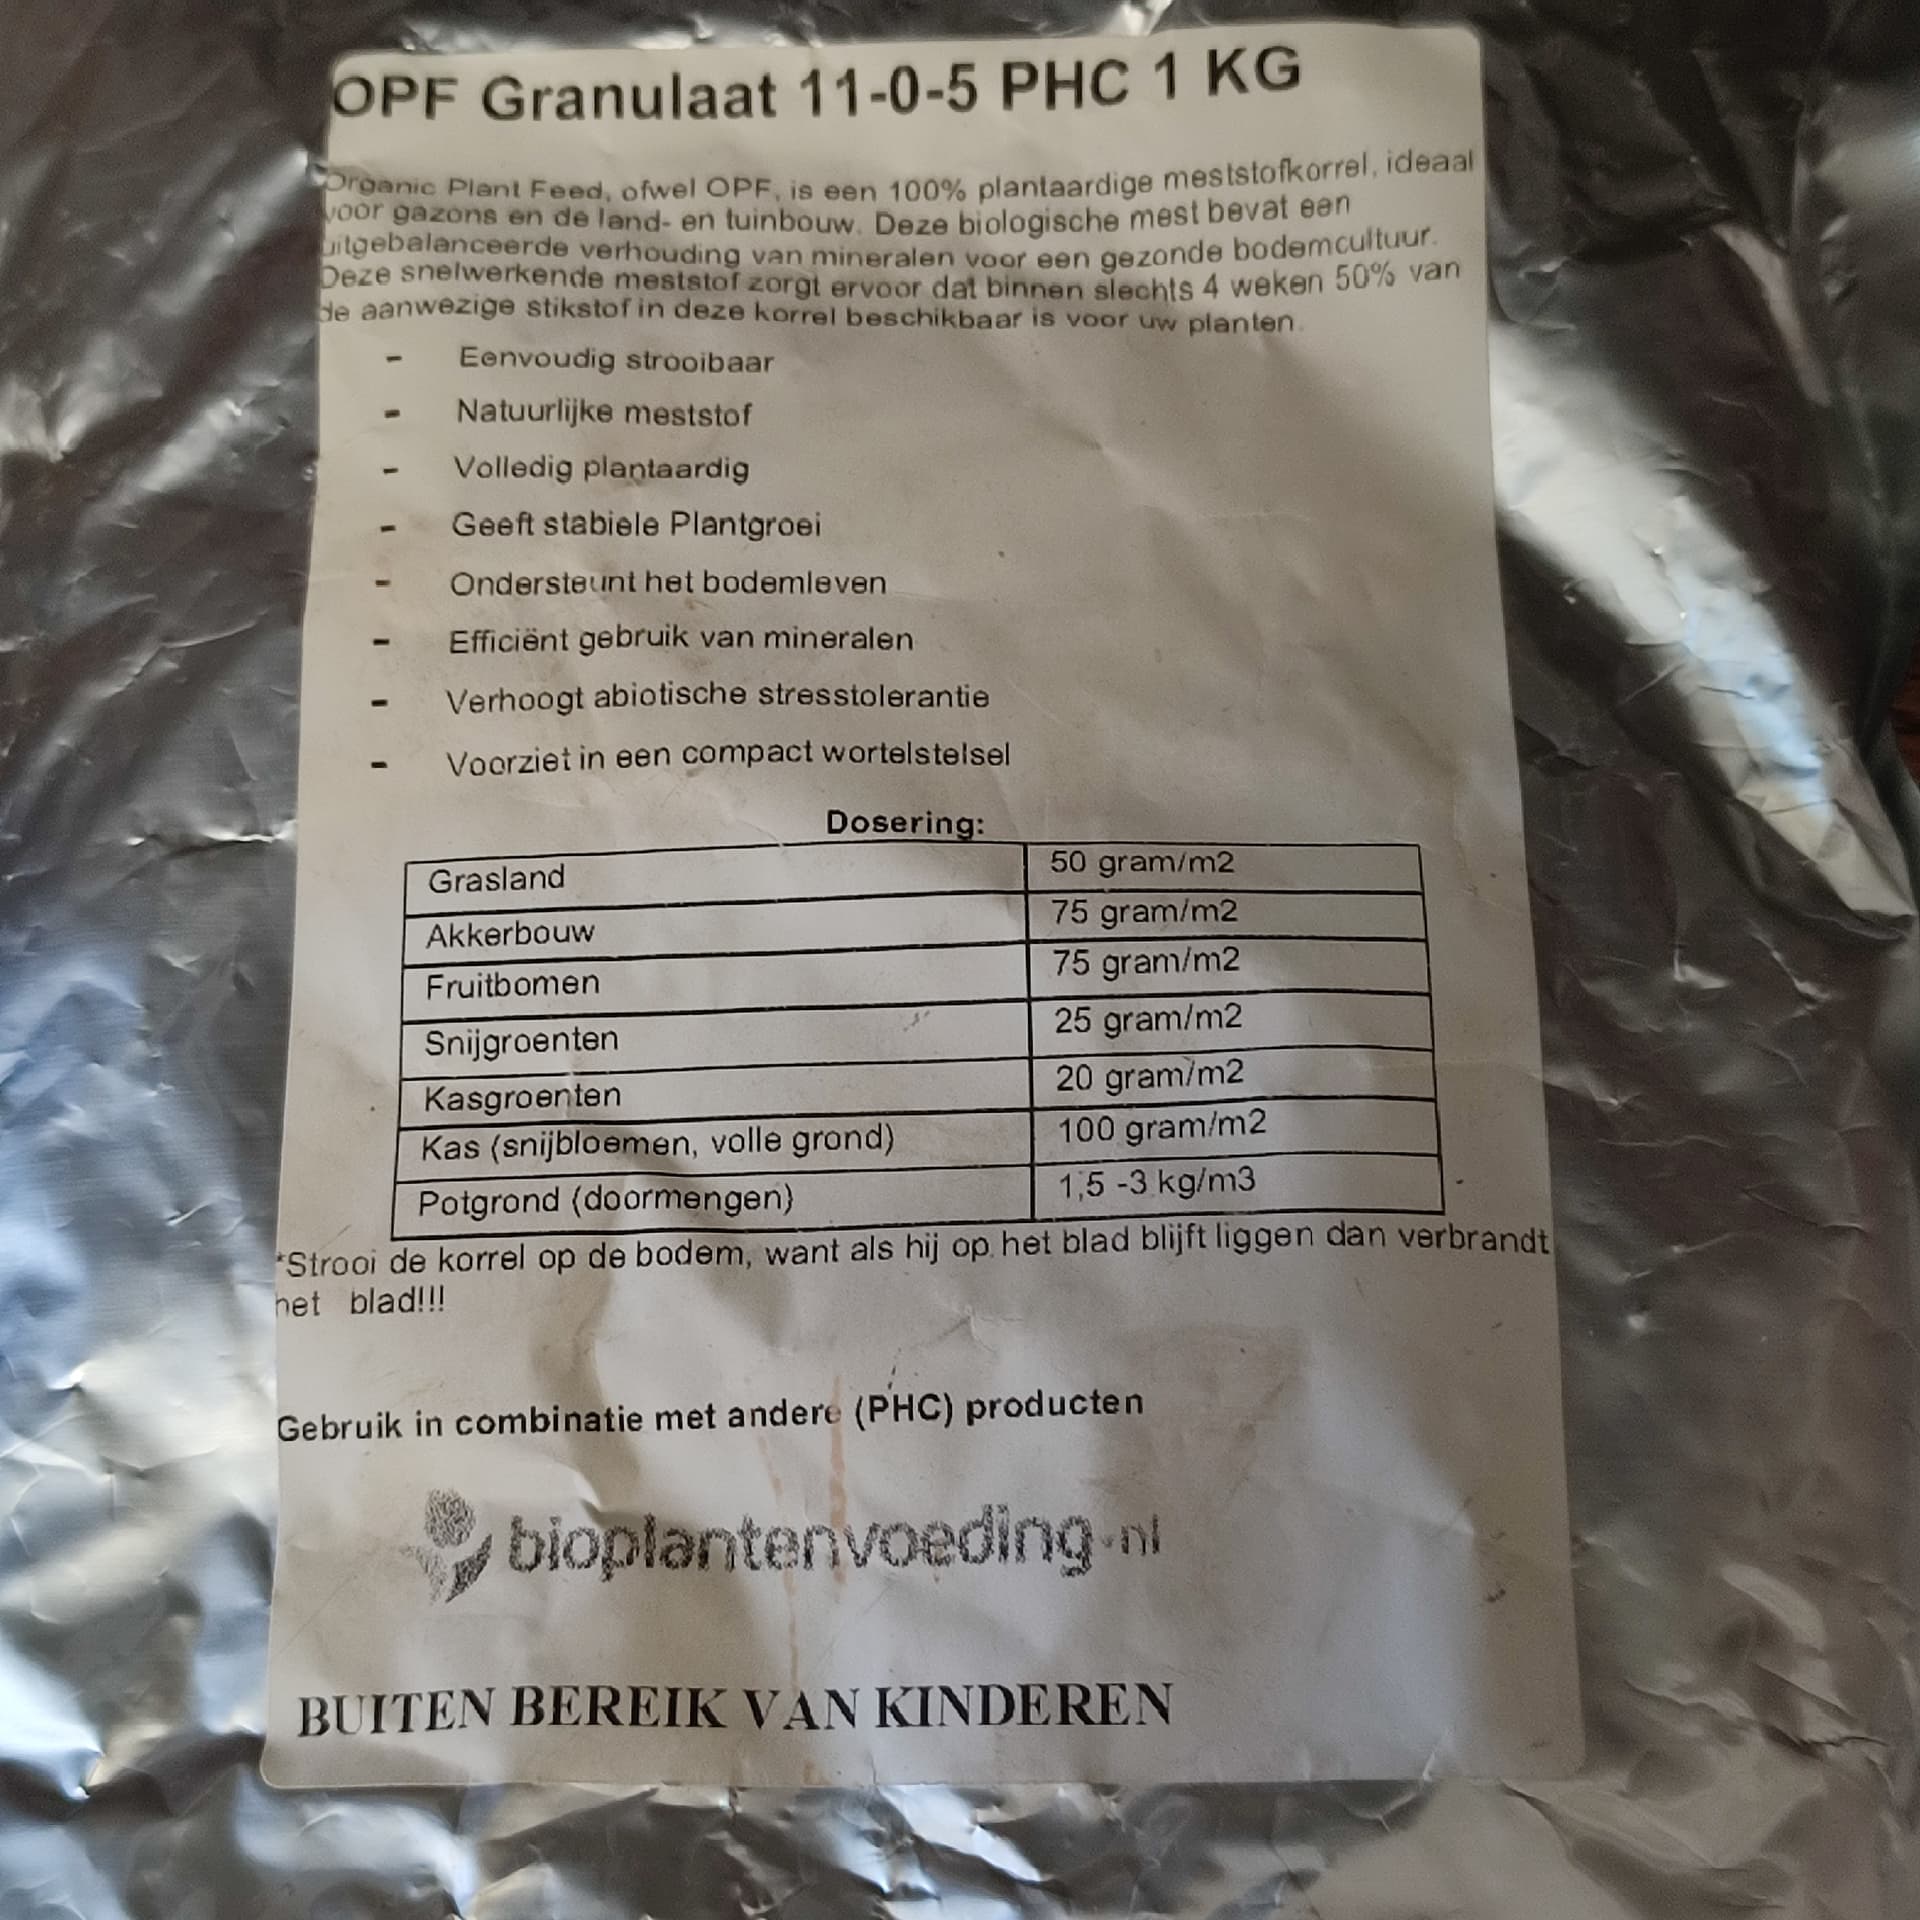 OPF Granulaat 11-0-5 PHC 1 KG
Organic Plant Feed, ofwel OPF, is een 100% plantaardige meststofkorrel, ideaal
voor gazons en de land- en tuinbouw. Deze biologische mest bevat een
uitgebalanceerde verhouding van mineralen voor een gezonde bodemcultuur.
Deze snelwerkende meststof zorgt ervoor dat binnen slechts 4 weken 50% van
de aanwezige stikstof in deze korrel beschikbaar is voor uw planten.
- Eenvoudig strooibaar
- Natuurlijke meststof
- Volledig plantaardig
- Geeft stabiele Plantgroei
- Ondersteunt het bodemleven
- Efficiënt gebruik van mineralen
- Verhoogt abiotische stresstolerantie
- Voorziet in een compact wortelstelsel
Dosering:
Grasland 50 gram/m2
Akkerbouw 75 gram/m2
Fruitbomen 75 gram/m2
Snijgroenten 25 gram/m2
Kasgroenten 20 gram/m2
Kas (snijbloemen, volle grond) 100 gram/m2
Potgrond (doormengen) 1,5 -3 kg/m3
*Strooi de korrel op de bodem, want als hij op het blad blijft liggen dan verbrandt
het blad!!!
Gebruik in combinatie met andere (PHC) producten
bioplantenvoeding.nl
BUITEN BEREIK VAN KINDEREN